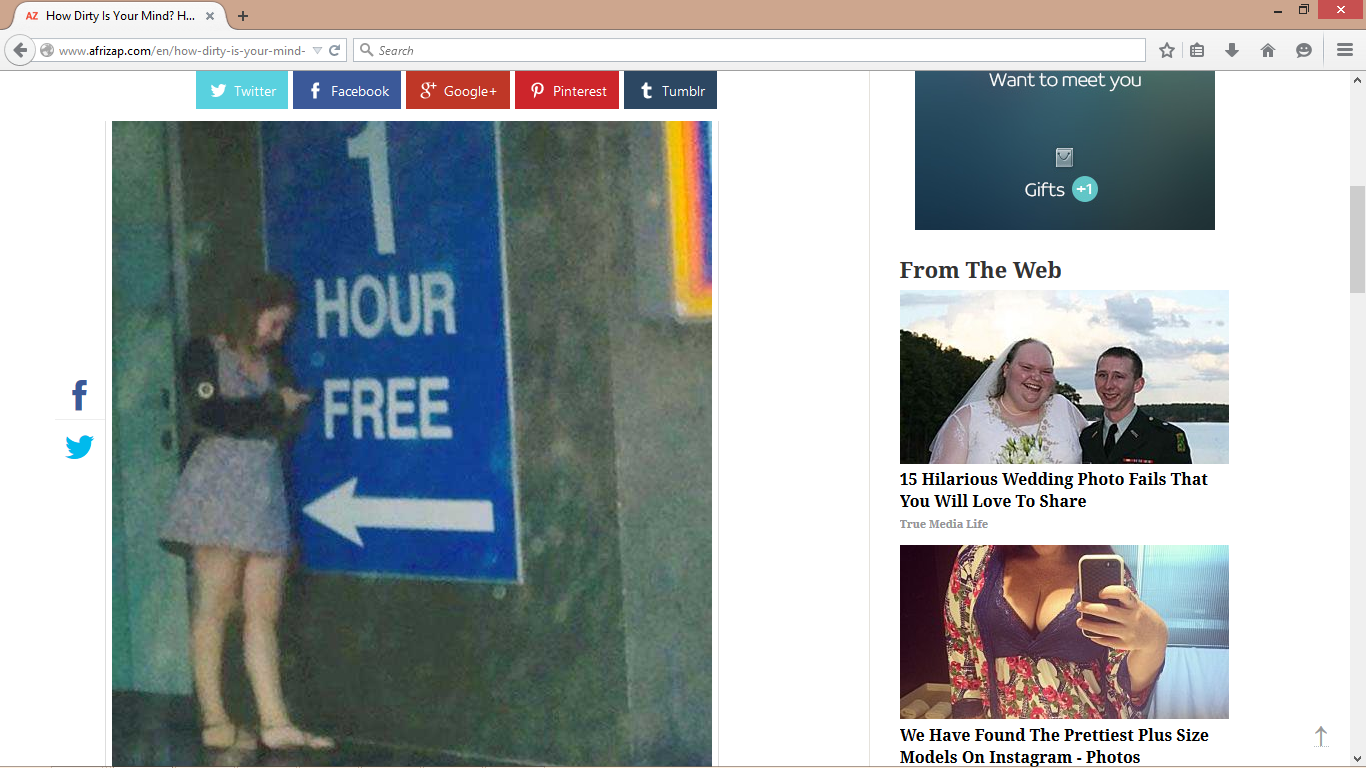 AZ How Dirty Is Your Mind? H...
www.afrizap.com/en/how-dirty-is-your-mind-
Search
Twitter
Facebook
Google+
Pinterest
Tumblr
1
HOUR
FREE
Want to meet you
Gifts +1
From The Web
15 Hilarious Wedding Photo Fails That
You Will Love To Share
True Media Life
We Have Found The Prettiest Plus Size
Models On Instagram - Photos